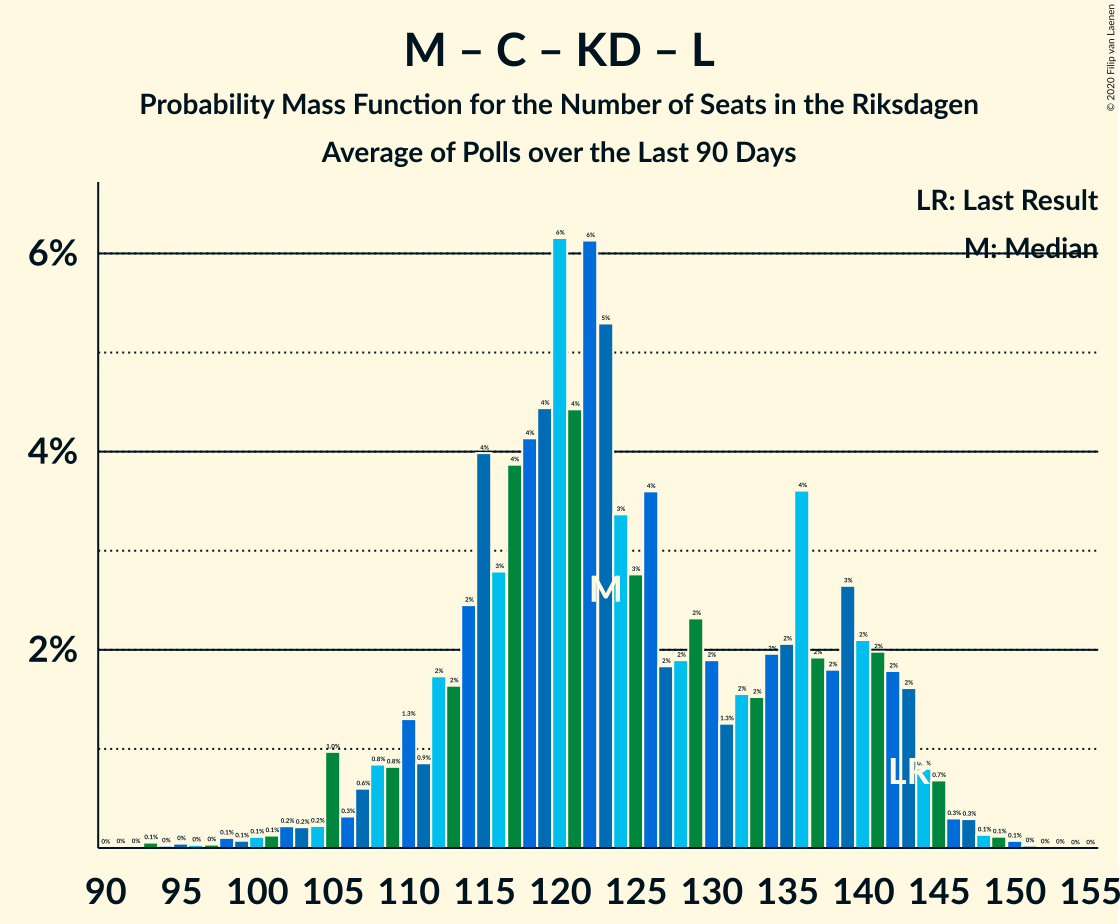 M – C – KD – L
Probability Mass Function for the Number of Seats in the Riksdagen
Average of Polls over the Last 90 Days
© 2020 Filip van Laenen
LR: Last Result
M: Median
6%
4%
2%
0% 0% 0% 0.1% 0% 0% 0% 0% 0.1% 0.1% 0.1% 0.1% 0.2% 0.2% 0.2% 1.0% 0.3% 0.6% 0.8% 0.8% 1.3% 0.9% 2% 2% 2% 4% 3% 4% 4% 4% 6% 4% 6% 5% 3% 3% 4% 2% 2% 2% 2% 1.3% 2% 2% 2% 2% 4% 2% 2% 3% 2% 2% 2% 2% 0.7% 0.3% 0.3% 0.1% 0.1% 0.1% 0% 0% 0% 0% 0%
M
LR
90 95 100 105 110 115 120 125 130 135 140 145 150 155